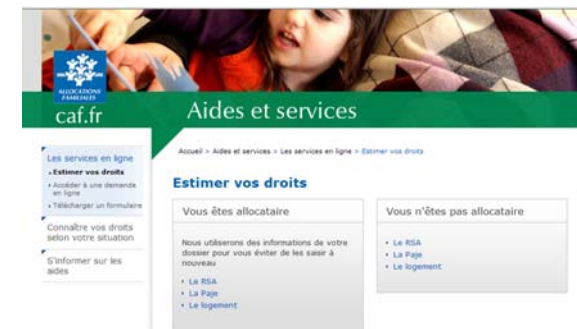 ALLOCATIONS
FAMILIALES
caf.fr
Aides et services
Accueil > Aides et services > Les services en ligne > Estimer vos droits
Les services en ligne
Estimer vos droits
Accéder à une demande
en ligne
Télécharger un formulaire
Connaître vos droits
selon votre situation
S'informer sur les
aides
Estimer vos droits
Vous êtes allocataire
Nous utiliserons des informations de votre
dossier pour vous éviter de les saisir à
nouveau
Le RSA
La Paje
Le logement
Vous n'êtes pas allocataire
Le RSA
La Paje
Le logement